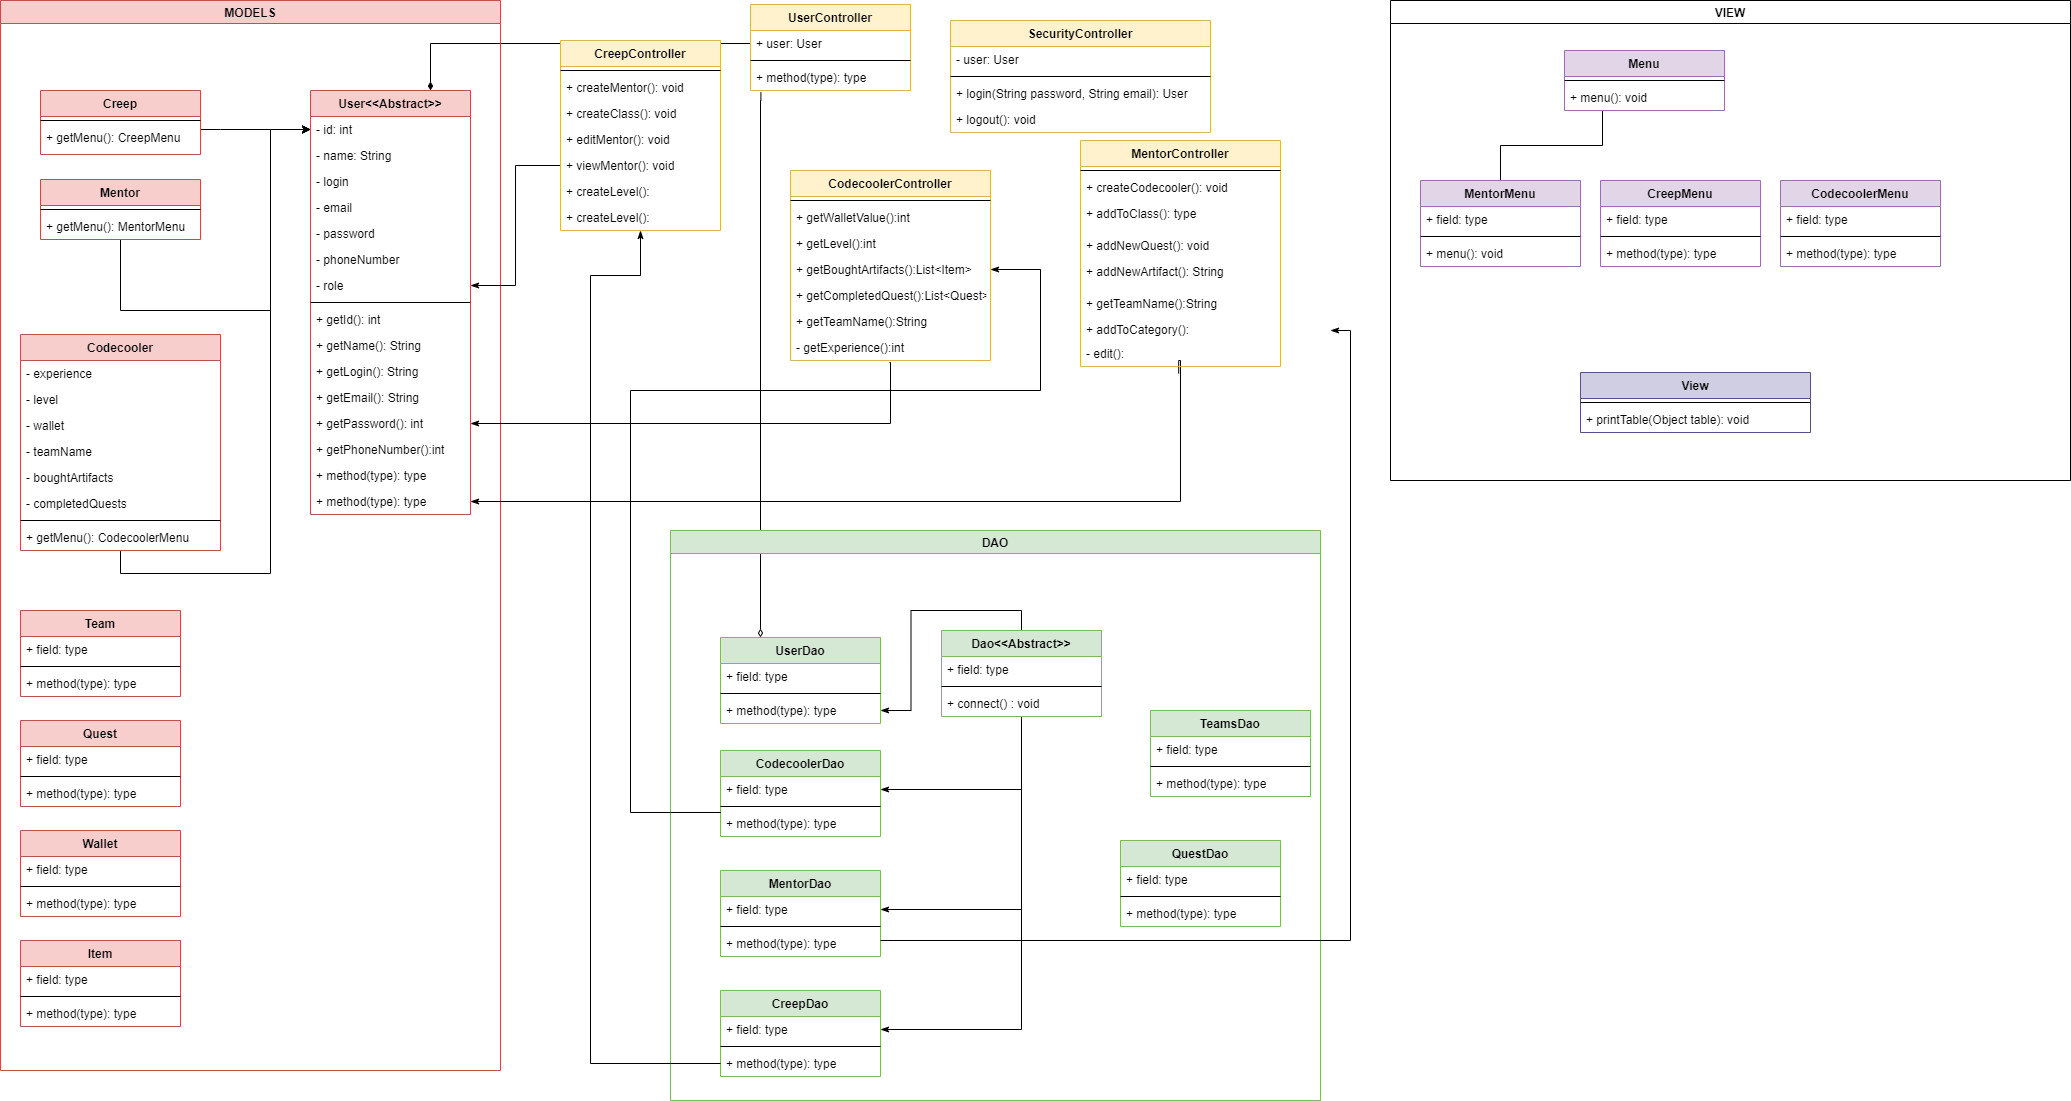 MODELS
Creep
+ getMenu(): CreepMenu
Mentor
+ getMenu(): MentorMenu
Codecooler
- experience
- level
- wallet
- teamName
- boughtArtifacts
- completedQuests
+ getMenu(): CodecoolerMenu
Team
+ field: type
+ method(type): type
Quest
+ field: type
+ method(type): type
Wallet
+ field: type
+ method(type): type
Item
+ field: type
+ method(type): type
User<<Abstract>>
- id: int
- name: String
- login
- email
- password
- phoneNumber
- role
+ getId(): int
+ getName(): String
+ getLogin(): String
+ getEmail(): String
+ getPassword(): int
+ getPhoneNumber():int
+ method(type): type
+ method(type): type
CreepController
+ createMentor(): void
+ createClass(): void
+ editMentor(): void
+ viewMentor(): void
+ createLevel():
+ createLevel():
UserController
+ user: User
+ method(type): type
SecurityController
- user: User
+ login(String password, String email): User
+ logout(): void
CodecoolerController
+ getWalletValue():int
+ getLevel():int
+ getBoughtArtifacts():List<Item>
+ getCompletedQuest():List<Quest>
+ getTeamName():String
- getExperience():int
MentorController
+ createCodecooler(): void
+ addToClass(): type
+ addNewQuest(): void
+ addNewArtifact(): String
+ getTeamName():String
+ addToCategory():
- edit():
DAO
UserDao
+ field: type
+ method(type): type
Dao<<Abstract>>
+ field: type
+ connect() : void
CodecoolerDao
+ field: type
+ method(type): type
MentorDao
+ field: type
+ method(type): type
CreepDao
+ field: type
+ method(type): type
TeamsDao
+ field: type
+ method(type): type
QuestDao
+ field: type
+ method(type): type
VIEW
Menu
+ menu(): void
MentorMenu
+ field: type
+ menu(): void
CreepMenu
+ field: type
+ method(type): type
CodecoolerMenu
+ field: type
+ method(type): type
View
+ printTable(Object table): void